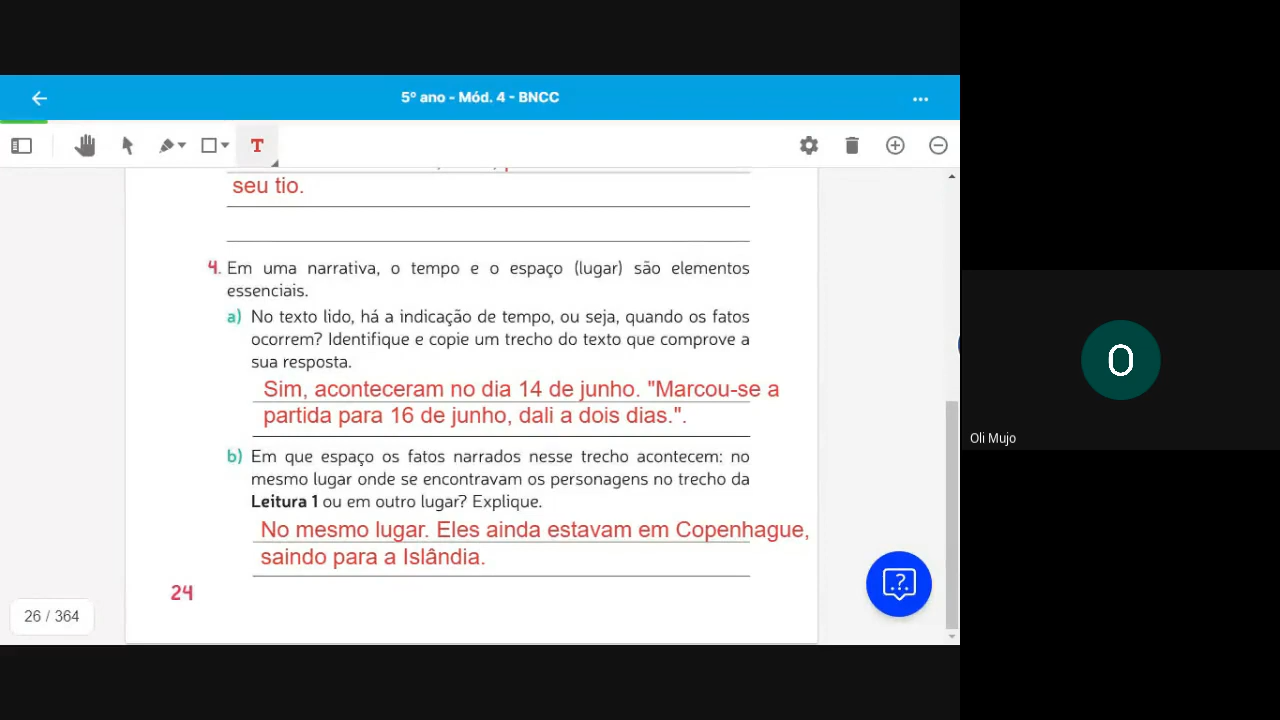 5º ano - Mód. 4 - BNCC
T
seu tio.
4. Em uma narrativa, o tempo e o espaço (lugar) são elementos
essenciais.
a) No texto lido, há a indicação de tempo, ou seja, quando os fatos
ocorrem? Identifique e copie um trecho do texto que comprove a
sua resposta.
Sim, aconteceram no dia 14 de junho. "Marcou-se a
partida para 16 de junho, dali a dois dias.".
b) Em que espaço os fatos narrados nesse trecho acontecem: no
mesmo lugar onde se encontravam os personagens no trecho da
Leitura 1 ou em outro lugar? Explique.
No mesmo lugar. Eles ainda estavam em Copenhague,
saindo para a Islândia.
24
26 / 364
O
Oli Mujo